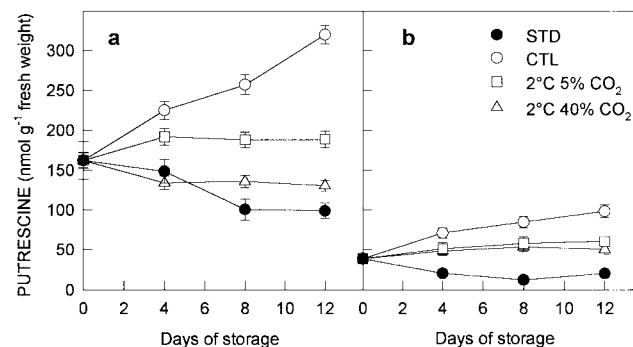 a
b
STD
CTL
2°C 5% CO₂
2°C 40% CO₂
PUTRESCINE (nmol g⁻¹ fresh weight)
300
250
200
150
100
50
0
0 2 4 6 8 10 12
0 2 4 6 8 10 12
Days of storage
Days of storage